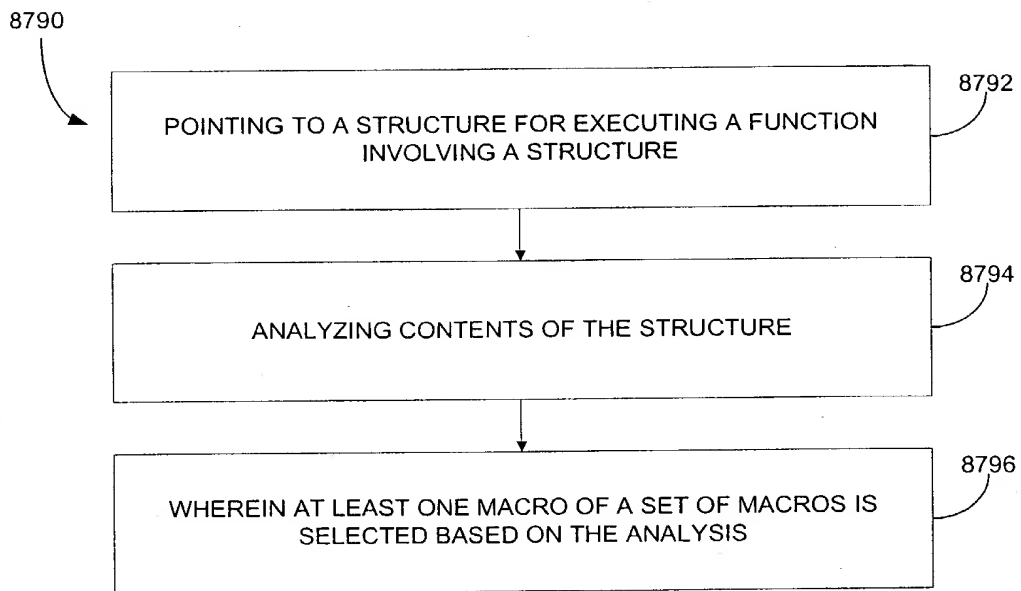 8790
8792
POINTING TO A STRUCTURE FOR EXECUTING A FUNCTION
INVOLVING A STRUCTURE
8794
ANALYZING CONTENTS OF THE STRUCTURE
8796
WHEREIN AT LEAST ONE MACRO OF A SET OF MACROS IS
SELECTED BASED ON THE ANALYSIS